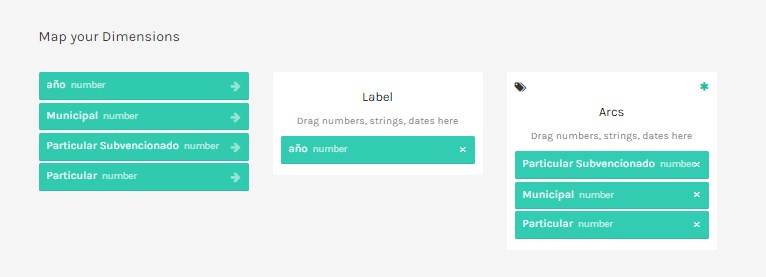 Map your Dimensions
año number
Municipal number
Particular Subvencionado number
Particular number
Label
Drag numbers, strings, dates here
año number
Arcs
Drag numbers, strings, dates here
Particular Subvencionado number
Municipal number
Particular number